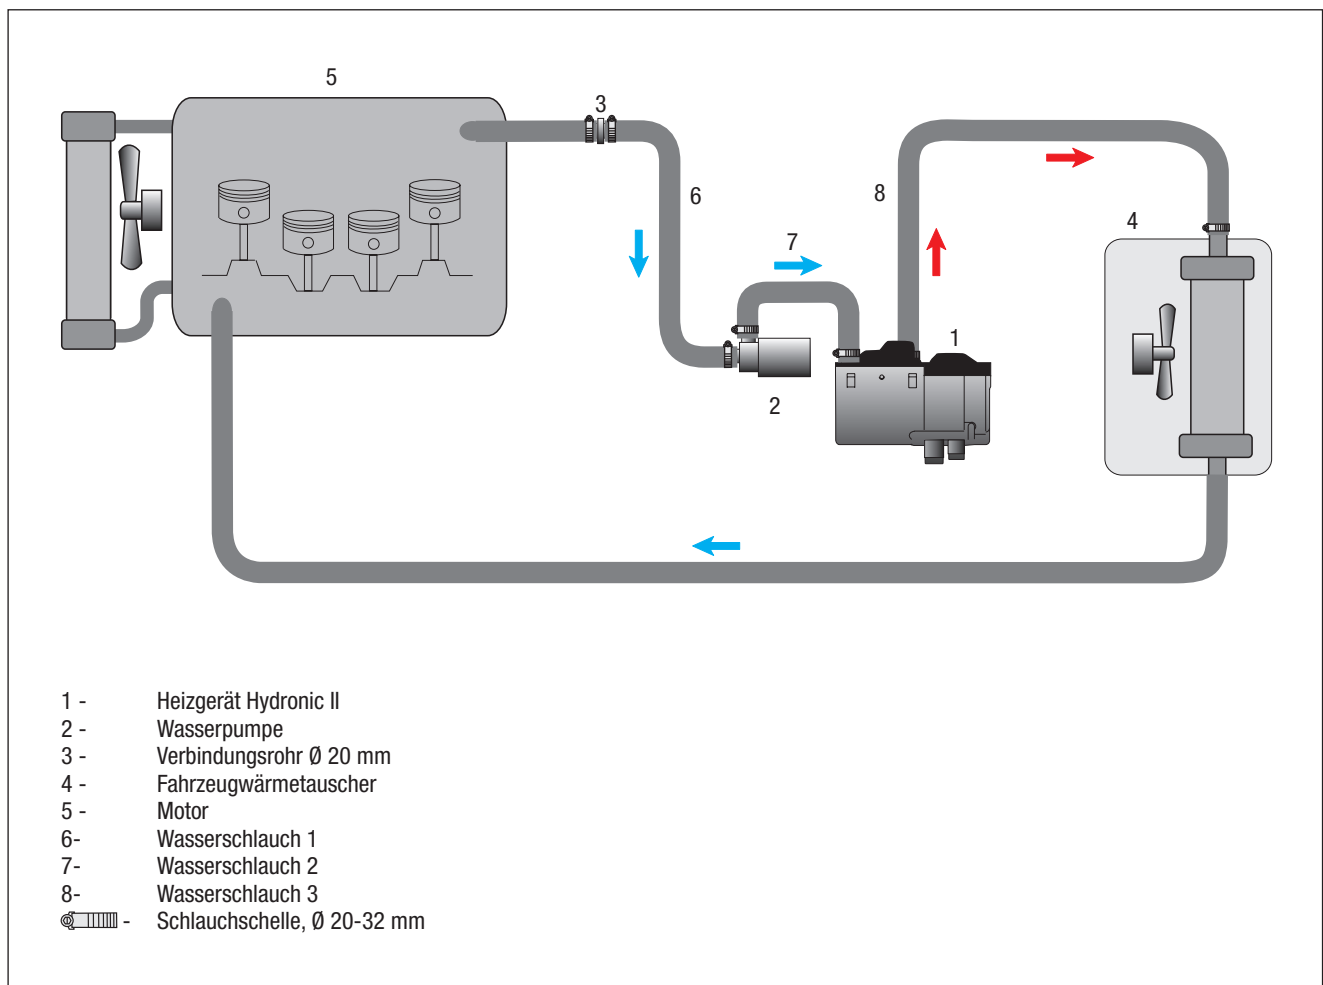 5
3
6
8
7
4
1
2
1 - Heizgerät Hydronic II
2 - Wasserpumpe
3 - Verbindungsrohr Ø 20 mm
4 - Fahrzeugwärmetauscher
5 - Motor
6- Wasserschlauch 1
7- Wasserschlauch 2
8- Wasserschlauch 3
- Schlauchschelle, Ø 20-32 mm